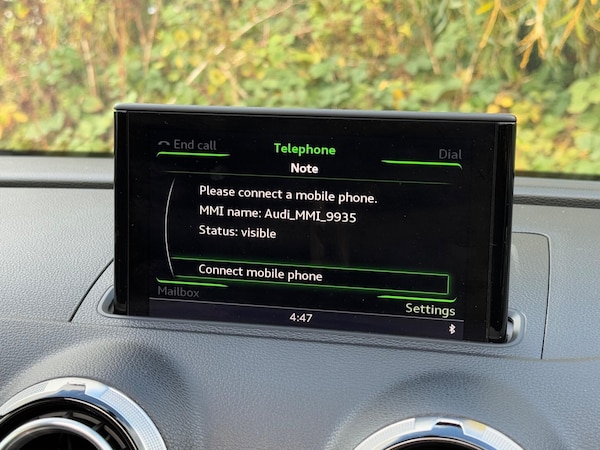 End call
Telephone
Dial
Note
Please connect a mobile phone.
MMI name: Audi_MMI_9935
Status: visible
Connect mobile phone
Mailbox
Settings
4:47